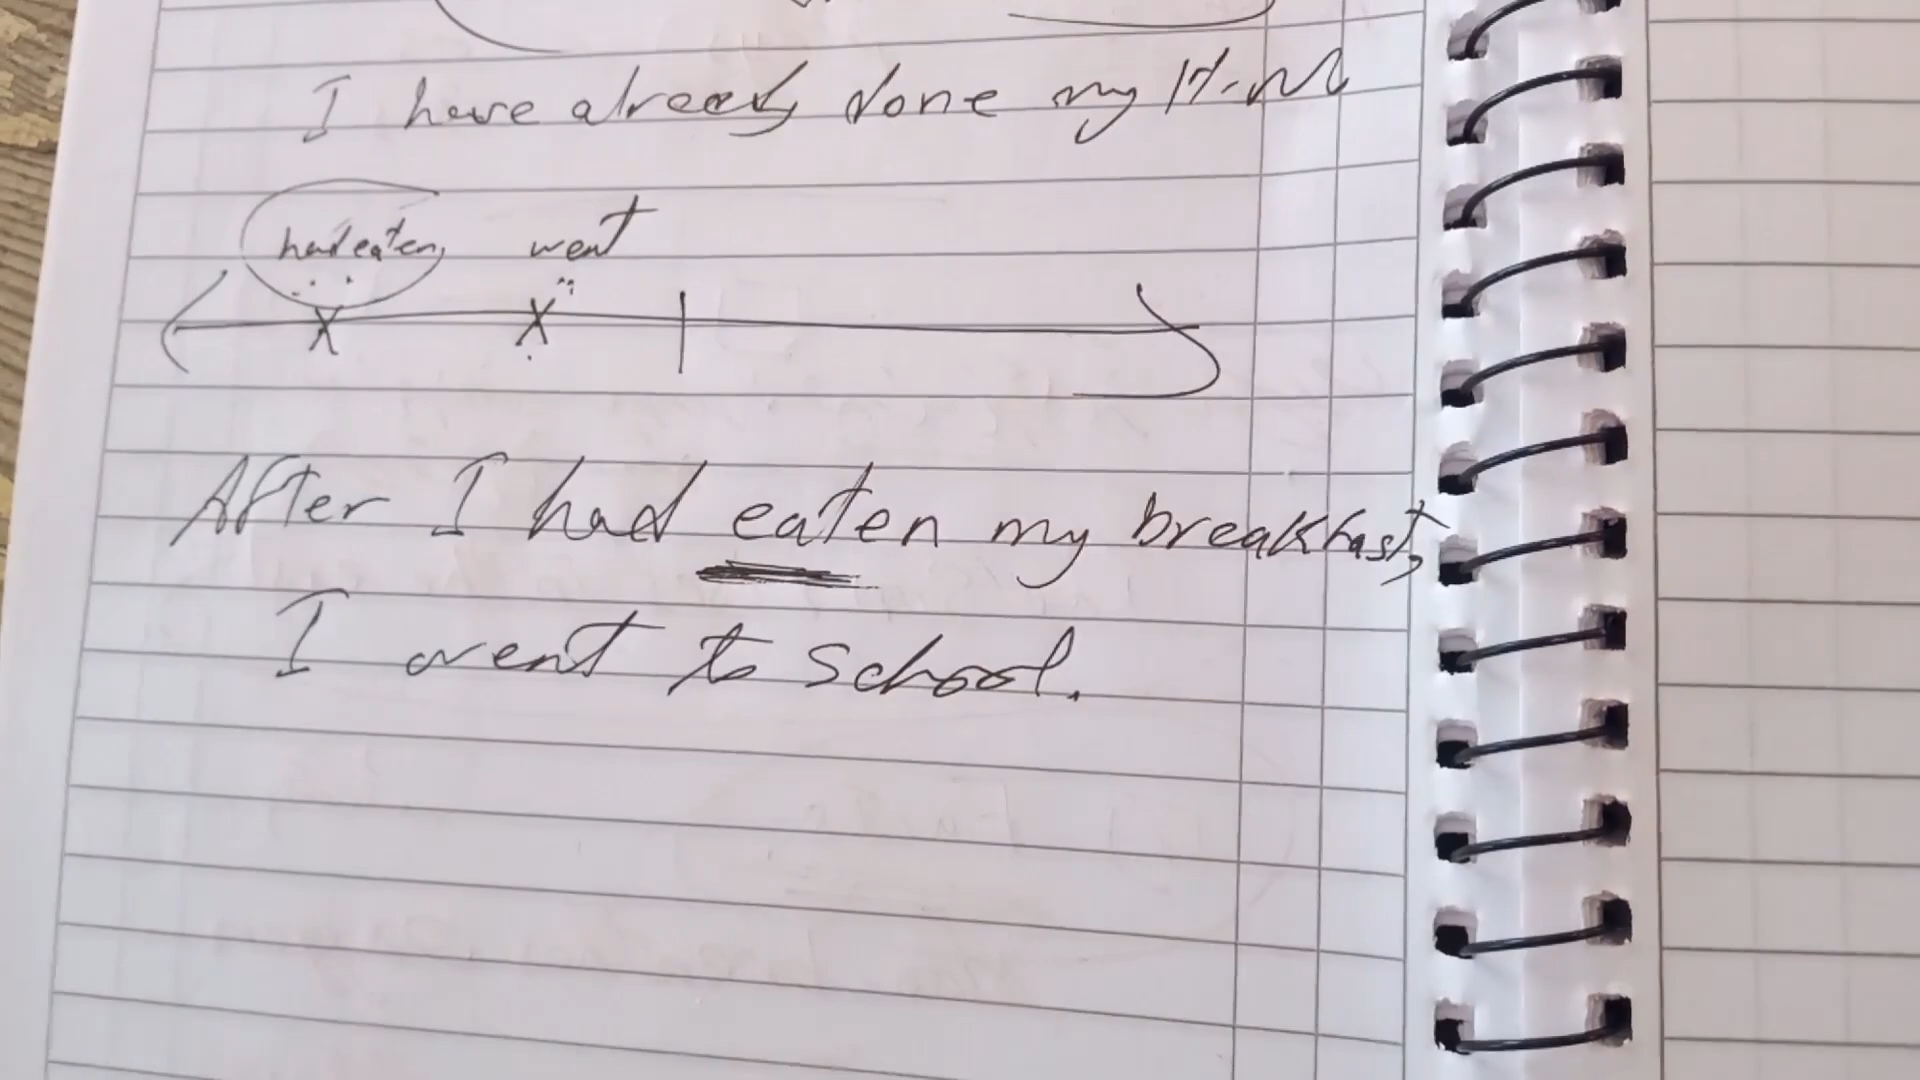 I have already done my H.W
had eaten went
After I had eaten my breakfast,
I went to school.